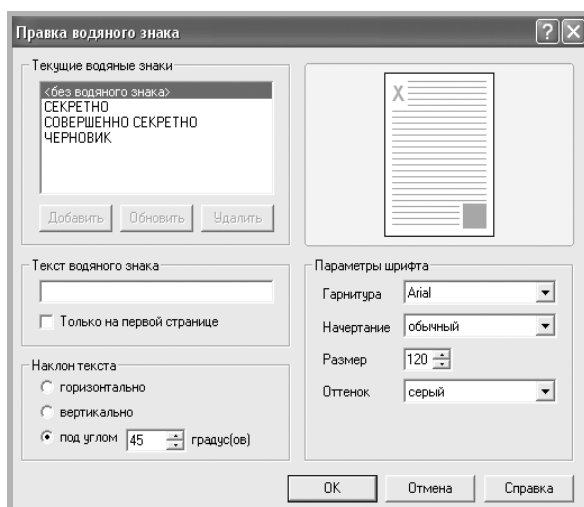 Правка водяного знака
Текущие водяные знаки
<без водяного знака>
СЕКРЕТНО
СОВЕРШЕННО СЕКРЕТНО
ЧЕРНОВИК
Добавить Обновить Удалить
X
Текст водяного знака
Только на первой странице
Наклон текста
горизонтально
вертикально
под углом 45 градус(ов)
Параметры шрифта
Гарнитура Arial
Начертание обычный
Размер 120
Оттенок серый
OK Отмена Справка